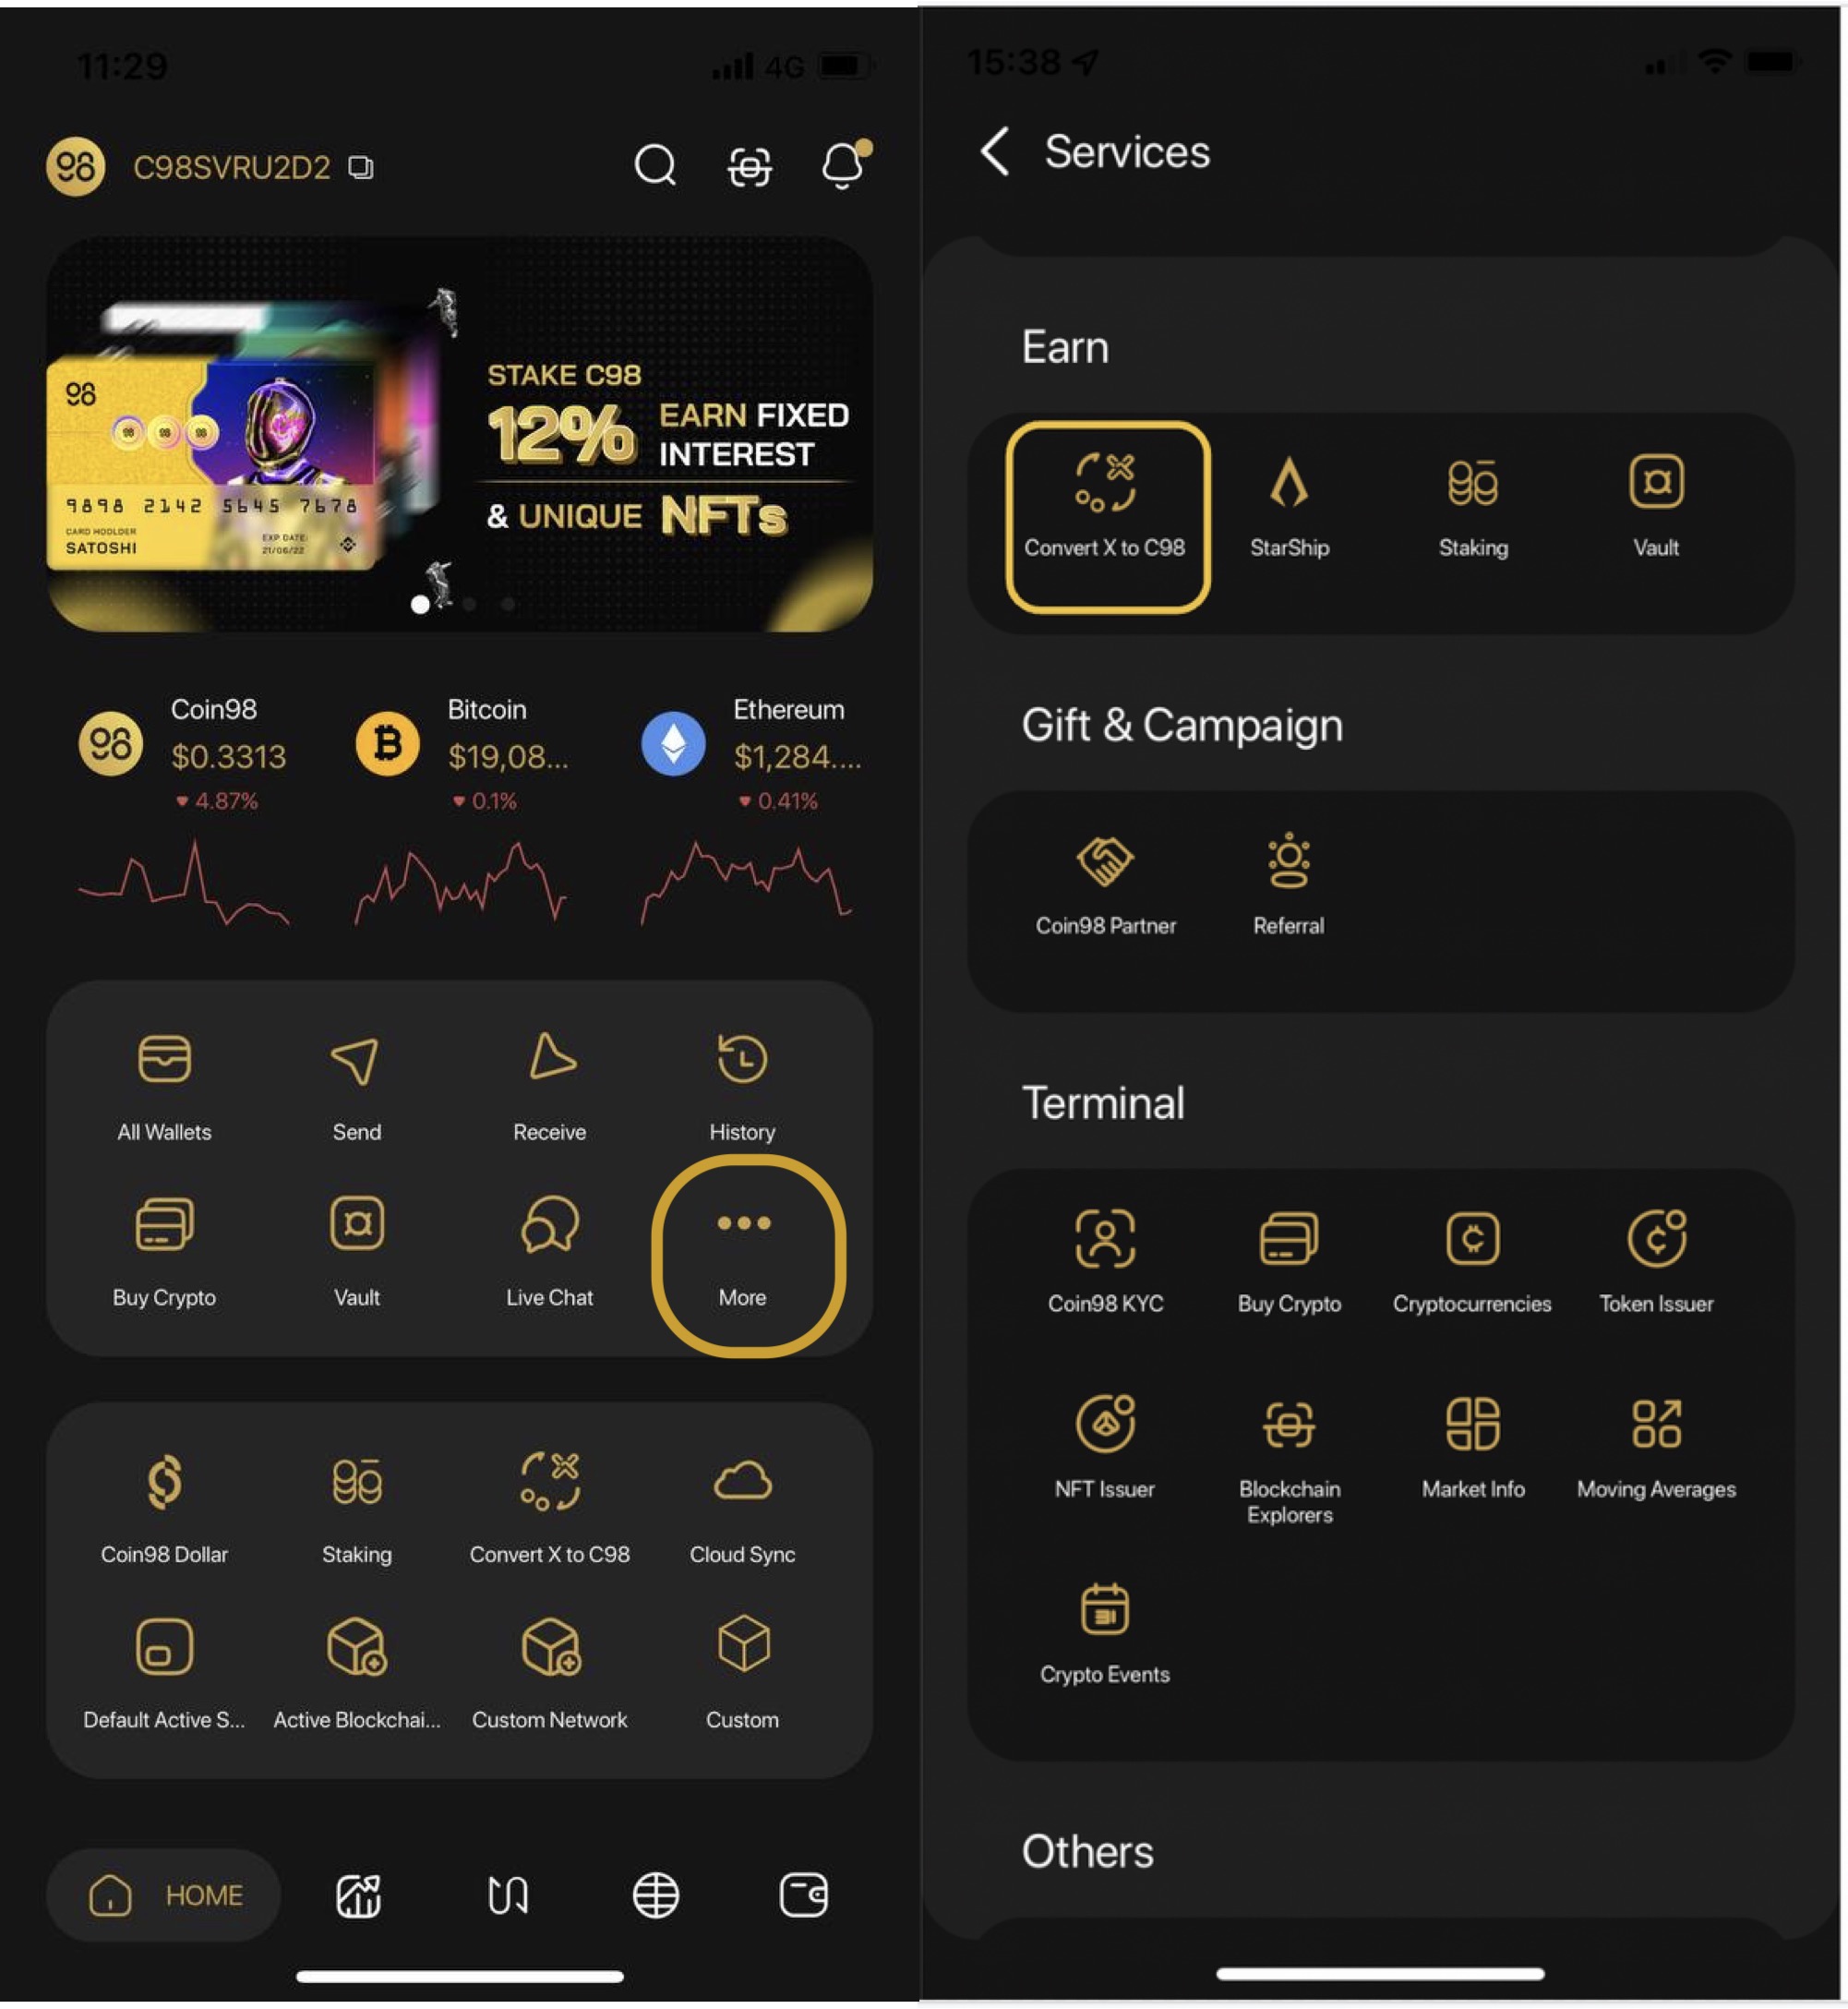 11:29
4G
C98SVRU2D2
98
STAKE C98
12% EARN FIXED
INTEREST
& UNIQUE NFTs
9898 2142 5645 7678
CARD HOOLDER
SATOSHI
EXP DATE:
21/06/22
Coin98
$0.3313
4.87%
Bitcoin
$19,08...
0.1%
Ethereum
$1,284....
0.41%
All Wallets
Send
Receive
History
Buy Crypto
Vault
Live Chat
More
Coin98 Dollar
Staking
Convert X to C98
Cloud Sync
Default Active S...
Active Blockchai...
Custom Network
Custom
HOME
15:38
Services
Earn
Convert X to C98
StarShip
Staking
Vault
Gift & Campaign
Coin98 Partner
Referral
Terminal
Coin98 KYC
Buy Crypto
Cryptocurrencies
Token Issuer
NFT Issuer
Blockchain
Explorers
Market Info
Moving Averages
31
Crypto Events
Others